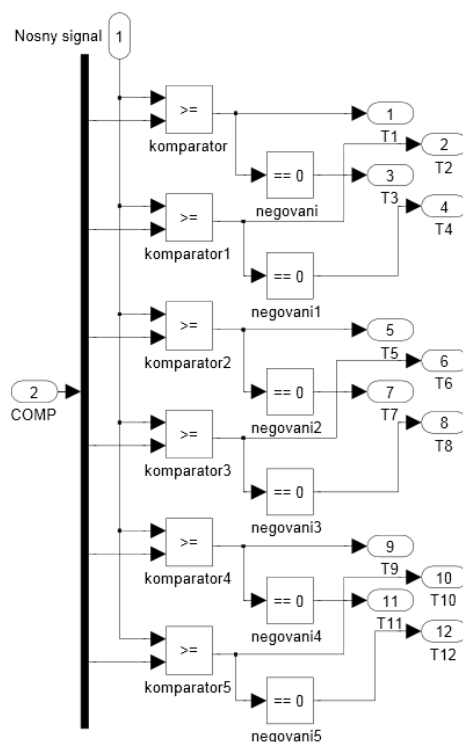 Nosny signal
1
>=
komparator
1
T1
2
T2
== 0
negovani
3
T3
4
T4
>=
komparator1
== 0
negovani1
>=
komparator2
5
T5
6
T6
== 0
negovani2
7
T7
8
T8
2
COMP
>=
komparator3
== 0
negovani3
>=
komparator4
9
T9
10
T10
== 0
negovani4
11
T11
12
T12
>=
komparator5
== 0
negovani5